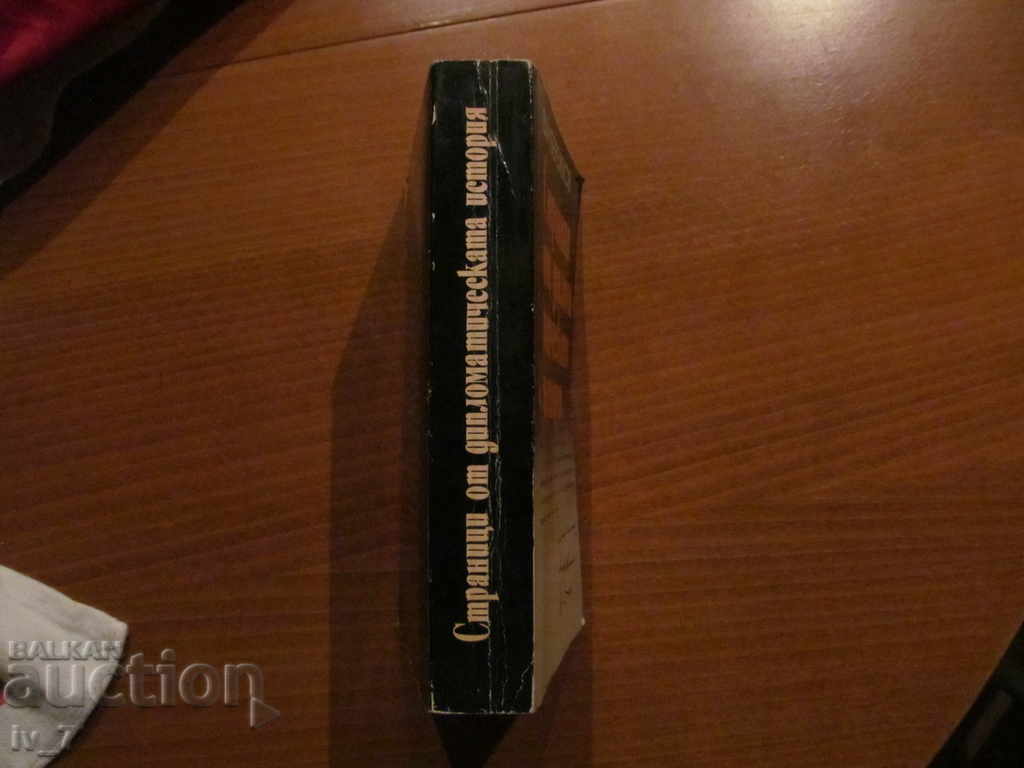 Страници от дипломатическата история
BALKAN
auction
iv_7